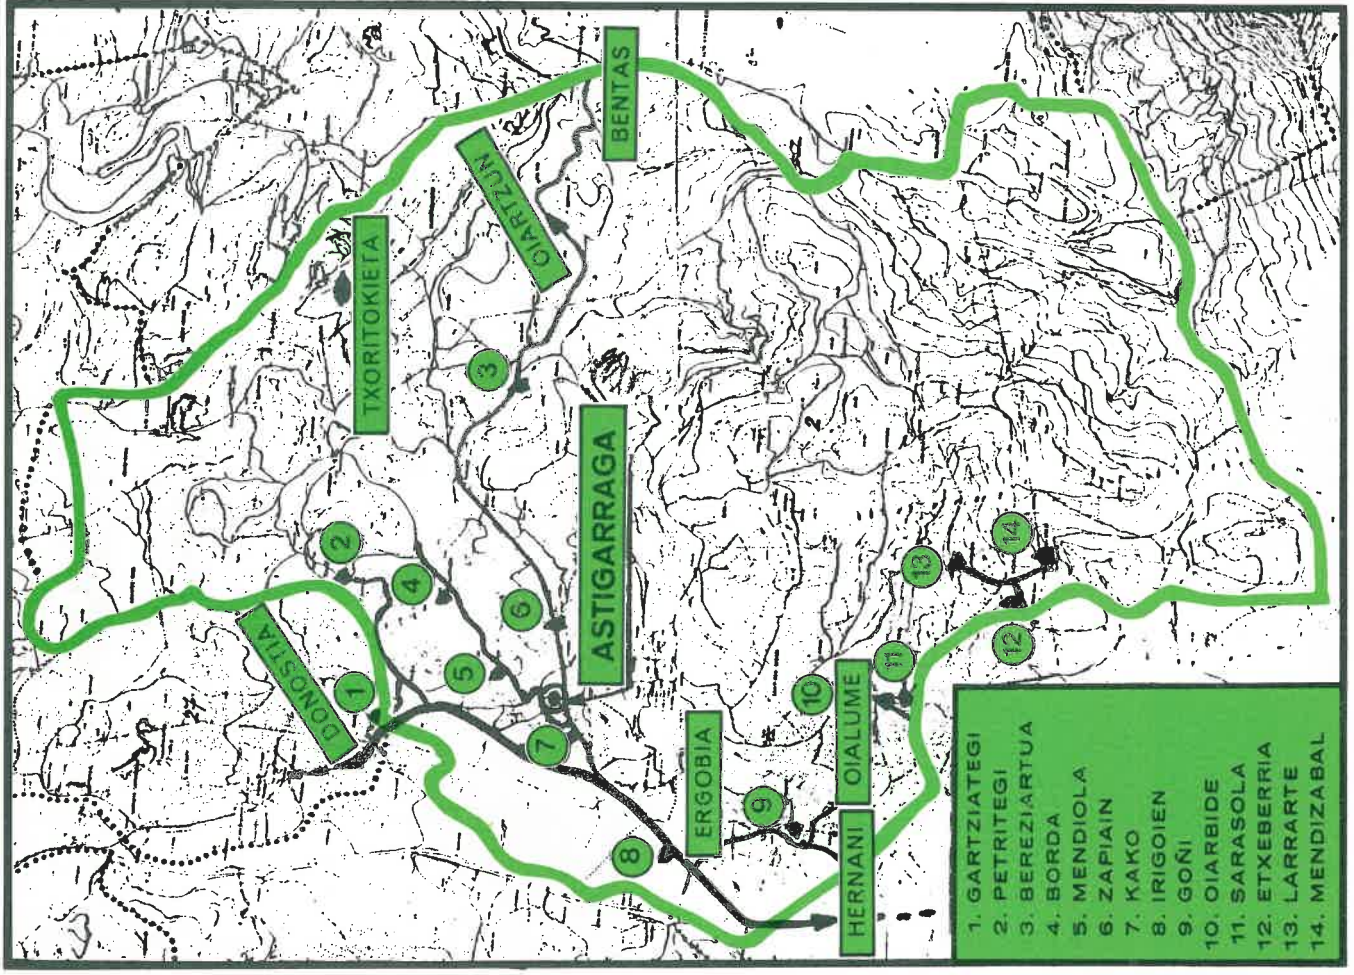 BENTAS
OIARTZUN
TXORITOKIETA
3
ASTIGARRAGA
2
4
6
5
DONOSTIA
1
7
8
ERGOBIA
9
OIALUME
HERNANI
10
11
12
13
14
2
1. GARTZIATEGI
2. PETRITEGI
3. BEREZIARTUA
4. BORDA
5 MENDIOLA
6 ZAPIAIN
7. KAKO
8. IRIGOIEN
9. GOÑI
10. OIARBIDE
11 SARASOLA
12 ETXEBERRIA
13 LARRARTE
14. MENDIZABAL